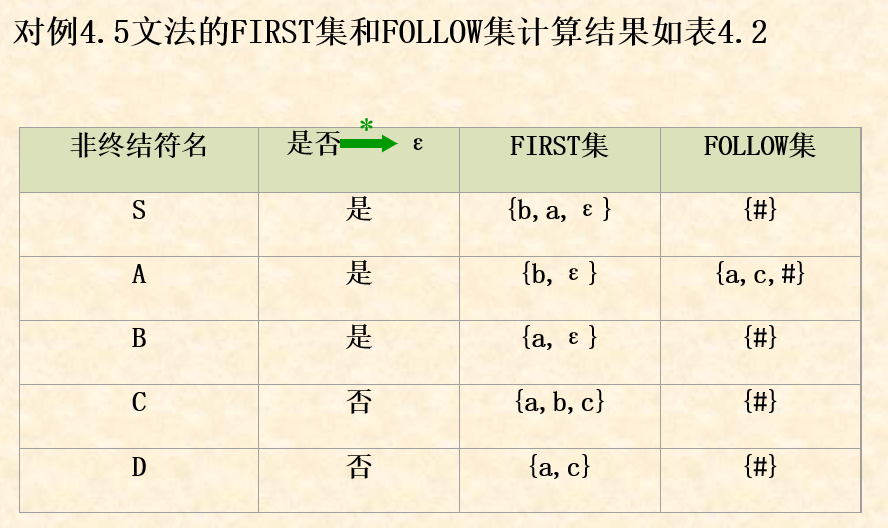 对例4.5文法的FIRST集和FOLLOW集计算结果如表4.2
非终结符名 是否 * ε FIRST集 FOLLOW集
S 是 {b,a, ε} {#}
A 是 {b, ε} {a,c,#}
B 是 {a, ε} {#}
C 否 {a,b,c} {#}
D 否 {a,c} {#}